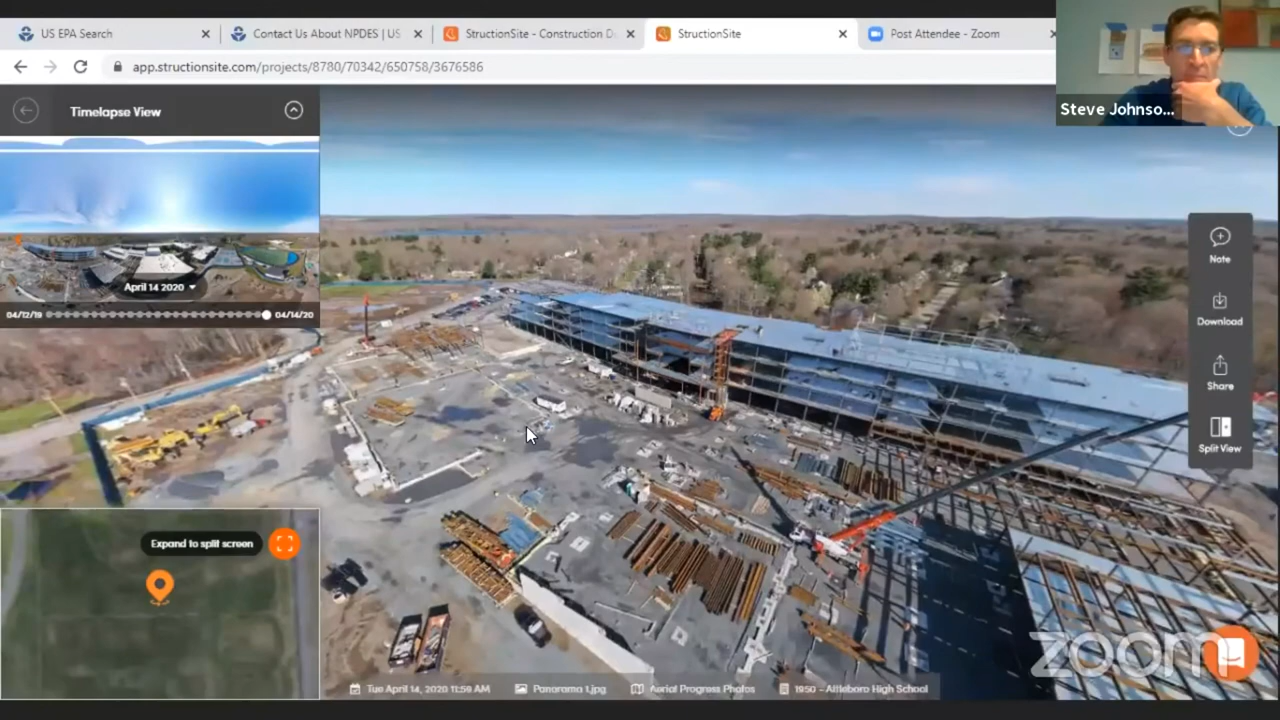 US EPA Search
Contact Us About NPDES | US
StructionSite - Construction D
StructionSite
Post Attendee - Zoom
app.structionsite.com/projects/8780/70342/650758/3676586
Steve Johnso...
Timelapse View
April 14 2020
04/12/19
04/14/20
Note
Download
Share
Split View
Expand to split screen
Tue April 14, 2020 11:59 AM
Panorama 1.jpg
Aerial Progress Photos
1950 - Attleboro High School
zoom